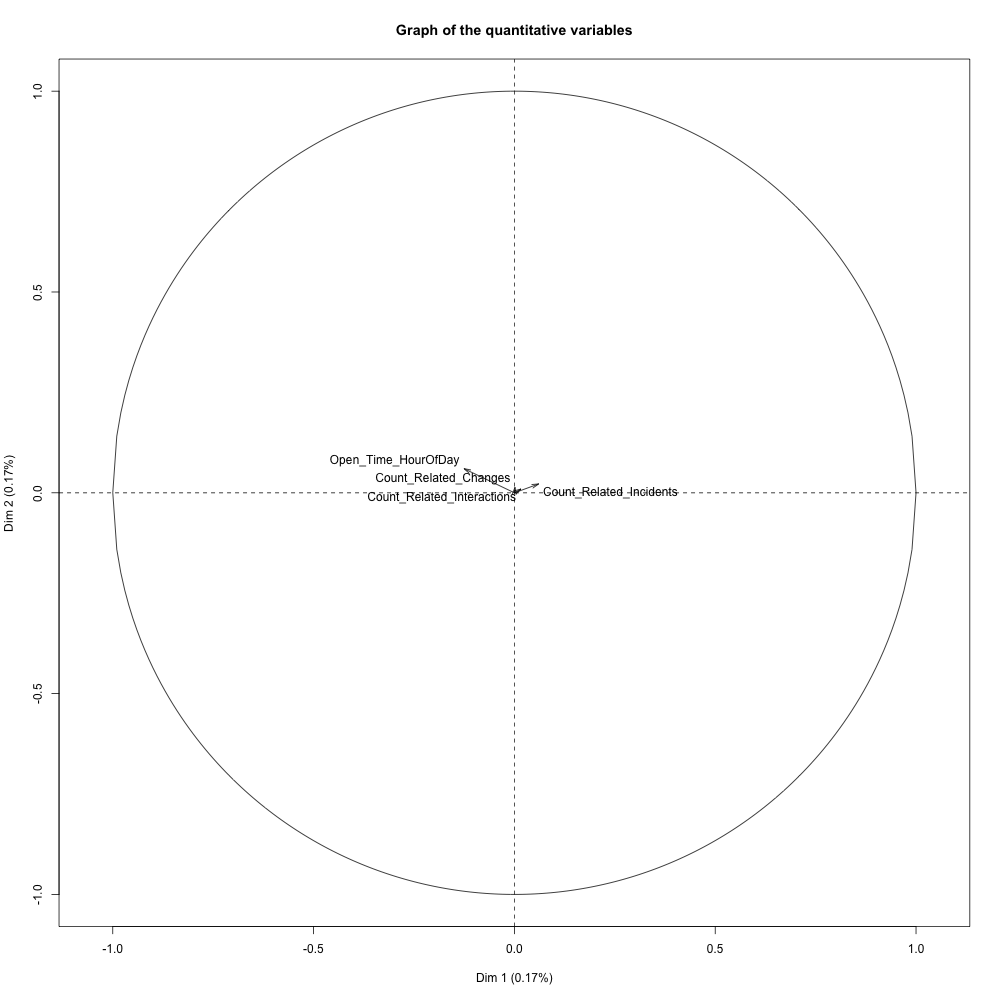 Graph of the quantitative variables
1.0
0.5
0.0
-0.5
-1.0
Dim 2 (0.17%)
Open_Time_HourOfDay
Count_Related_Changes
Count_Related_Interactions
Count_Related_Incidents
-1.0
-0.5
0.0
0.5
1.0
Dim 1 (0.17%)